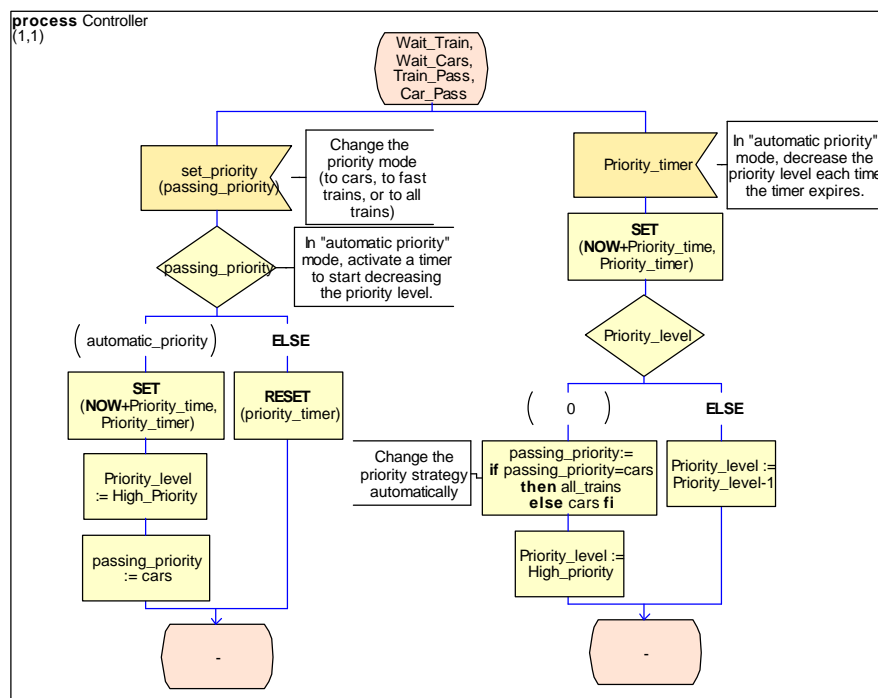 process Controller
(1,1)
Wait_Train,
Wait_Cars,
Train_Pass,
Car_Pass
set_priority
(passing_priority)
Change the
priority mode
(to cars, to fast
trains, or to all
trains)
passing_priority
In "automatic priority"
mode, activate a timer
to start decreasing
the priority level.
(automatic_priority)
ELSE
SET
(NOW+Priority_time,
Priority_timer)
RESET
(priority_timer)
Priority_level
:= High_Priority
passing_priority
:= cars
-
Priority_timer
In "automatic priority"
mode, decrease the
priority level each time
the timer expires.
SET
(NOW+Priority_time,
Priority_timer)
Priority_level
( 0 )
ELSE
Change the
priority strategy
automatically
passing_priority:=
if passing_priority=cars
then all_trains
else cars fi
Priority_level :=
Priority_level-1
Priority_level :=
High_priority
-